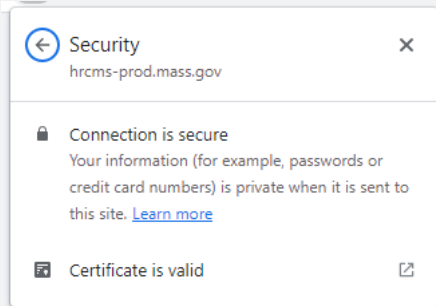 Security
hrcms-prod.mass.gov
Connection is secure
Your information (for example, passwords or
credit card numbers) is private when it is sent to
this site. Learn more
Certificate is valid